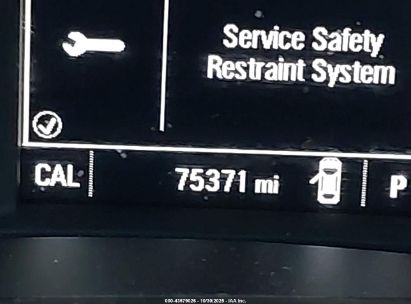 Service Safety
Restraint System
CAL 75371 mi P